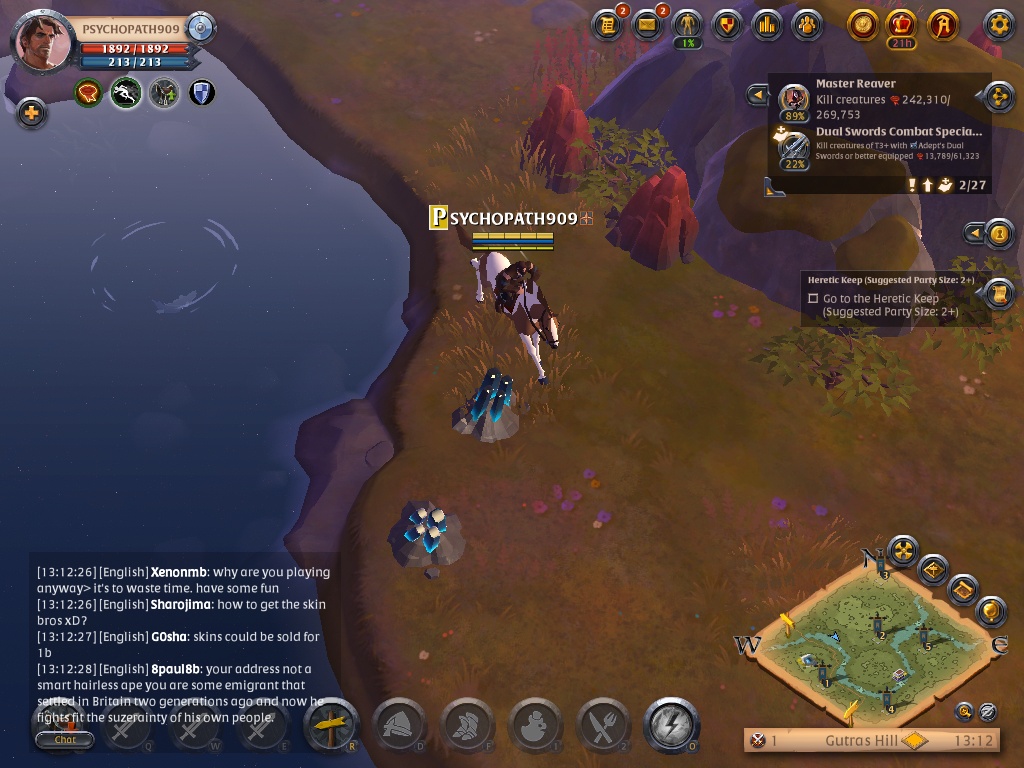 PSYCHOPATH909
1892 / 1892
213 / 213
2
2
1%
21h
Master Reaver
Kill creatures 242,310/
269,753
89%
Dual Swords Combat Specia...
Kill creatures of T3+ with Adept's Dual
Swords or better equipped 13,789/61,323
22%
2/27
PSYCHOPATH909
Heretic Keep (Suggested Party Size: 2+)
Go to the Heretic Keep
(Suggested Party Size: 2+)
[13:12:26] [English] Xenonmb: why are you playing
anyway> it's to waste time. have some fun
[13:12:26] [English] Sharojima: how to get the skin
bros xD?
[13:12:27] [English] G0sha: skins could be sold for
1b
[13:12:28] [English] 8paul8b: your address not a
smart hairless ape you are some emigrant that
settled in Britain two generations ago and now he
fights fit the suzerainty of his own people.
Chat
Q
W
E
R
D
F
1
2
O
N
W
E
3
2
5
1
4
1
Gutras Hill
13:12